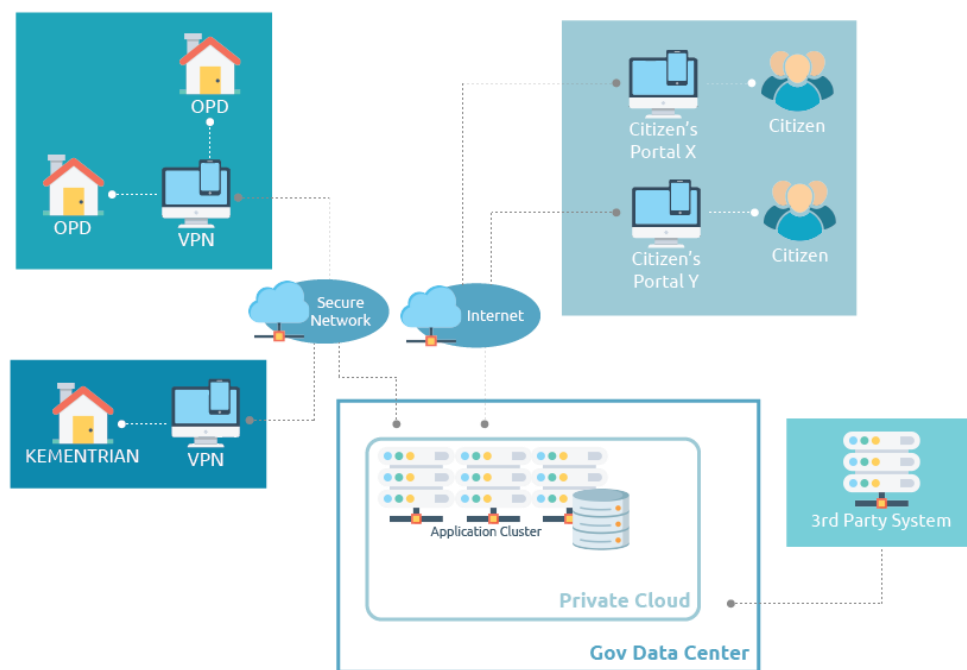 OPD
OPD
VPN
Citizen's
Portal X
Citizen
Citizen's
Portal Y
Citizen
Secure
Network
Internet
KEMENTRIAN
VPN
Application Cluster
Private Cloud
Gov Data Center
3rd Party System